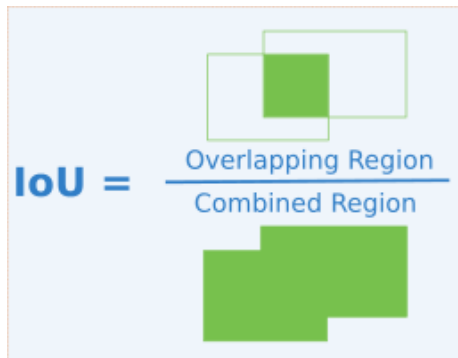 Overlapping Region
IoU =
Combined Region